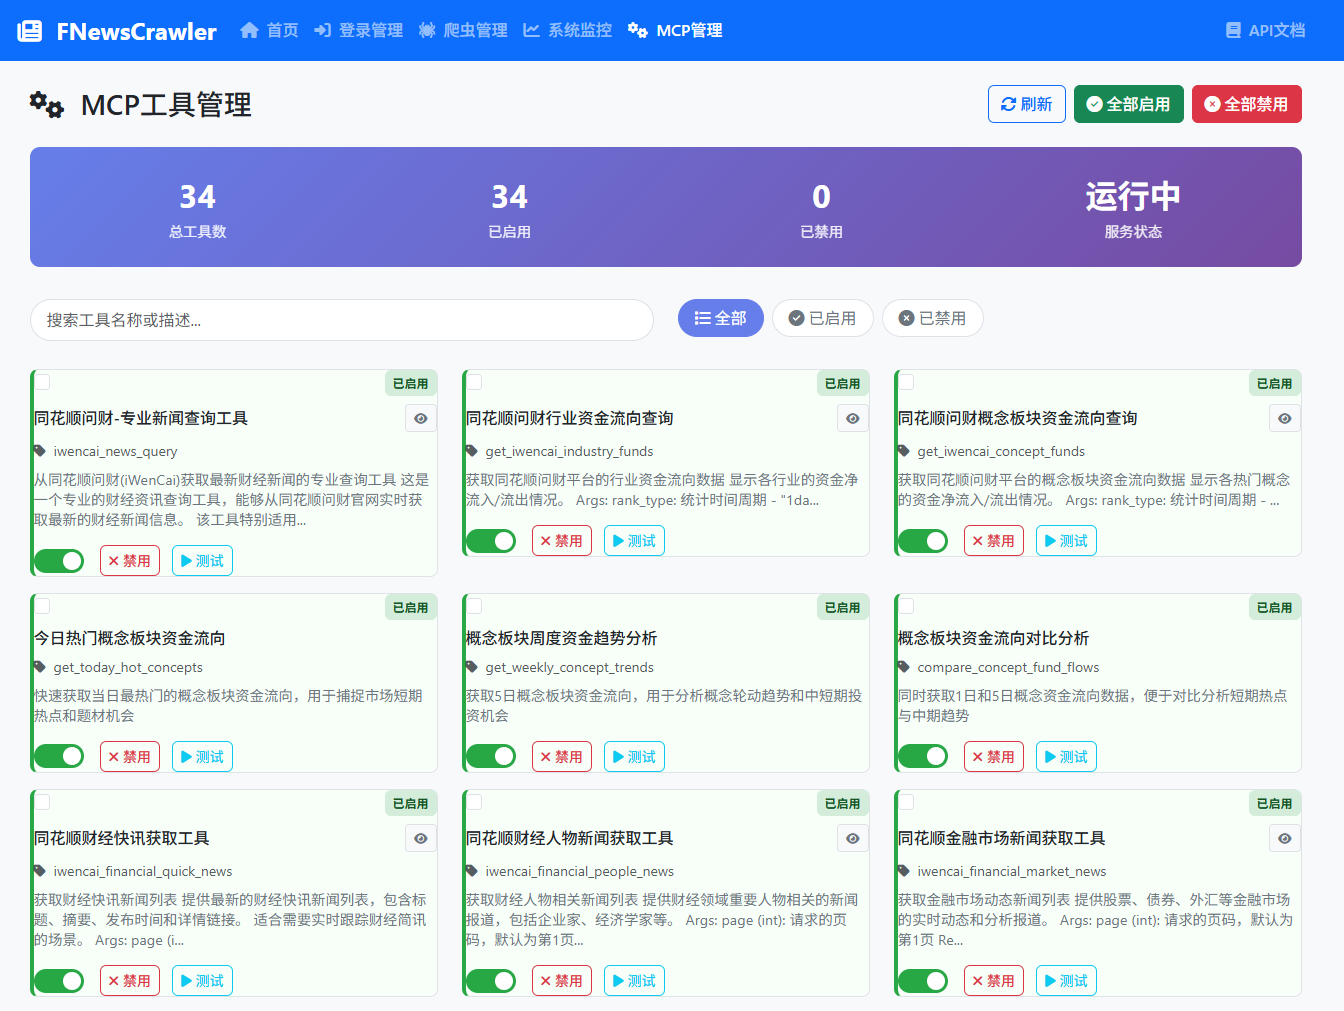 FNewsCrawler 首页 登录管理 爬虫管理 系统监控 MCP管理 API文档
MCP工具管理 刷新 全部启用 全部禁用
34 34 0 运行中
总工具数 已启用 已禁用 服务状态
搜索工具名称或描述... 全部 已启用 已禁用
已启用
同花顺问财-专业新闻查询工具
iwencai_news_query
从同花顺问财(iWenCai)获取最新财经新闻的专业查询工具 这是
一个专业的财经资讯查询工具，能够从同花顺问财官网实时获
取最新的财经新闻信息。 该工具特别适用...
禁用 测试
已启用
同花顺问财行业资金流向查询
get_iwencai_industry_funds
获取同花顺问财平台的行业资金流向数据 显示各行业的资金净
流入/流出情况。 Args: rank_type: 统计时间周期 - "1da...
禁用 测试
已启用
同花顺问财概念板块资金流向查询
get_iwencai_concept_funds
获取同花顺问财平台的概念板块资金流向数据 显示各热门概念
的资金净流入/流出情况。 Args: rank_type: 统计时间周期 - ...
禁用 测试
已启用
今日热门概念板块资金流向
get_today_hot_concepts
快速获取当日最热门的概念板块资金流向，用于捕捉市场短期
热点和题材机会
禁用 测试
已启用
概念板块周度资金趋势分析
get_weekly_concept_trends
获取5日概念板块资金流向，用于分析概念轮动趋势和中短期投
资机会
禁用 测试
已启用
概念板块资金流向对比分析
compare_concept_fund_flows
同时获取1日和5日概念资金流向数据，便于对比分析短期热点
与中期趋势
禁用 测试
已启用
同花顺财经快讯获取工具
iwencai_financial_quick_news
获取财经快讯新闻列表 提供最新的财经快讯新闻列表，包含标
题、摘要、发布时间和详情链接。 适合需要实时跟踪财经简讯
的场景。 Args: page (i...
禁用 测试
已启用
同花顺财经人物新闻获取工具
iwencai_financial_people_news
获取财经人物相关新闻列表 提供财经领域重要人物相关的新闻
报道，包括企业家、经济学家等。 Args: page (int): 请求的页
码，默认为第1页...
禁用 测试
已启用
同花顺金融市场新闻获取工具
iwencai_financial_market_news
获取金融市场动态新闻列表 提供股票、债券、外汇等金融市场
的实时动态和分析报道。 Args: page (int): 请求的页码，默认为
第1页 Re...
禁用 测试